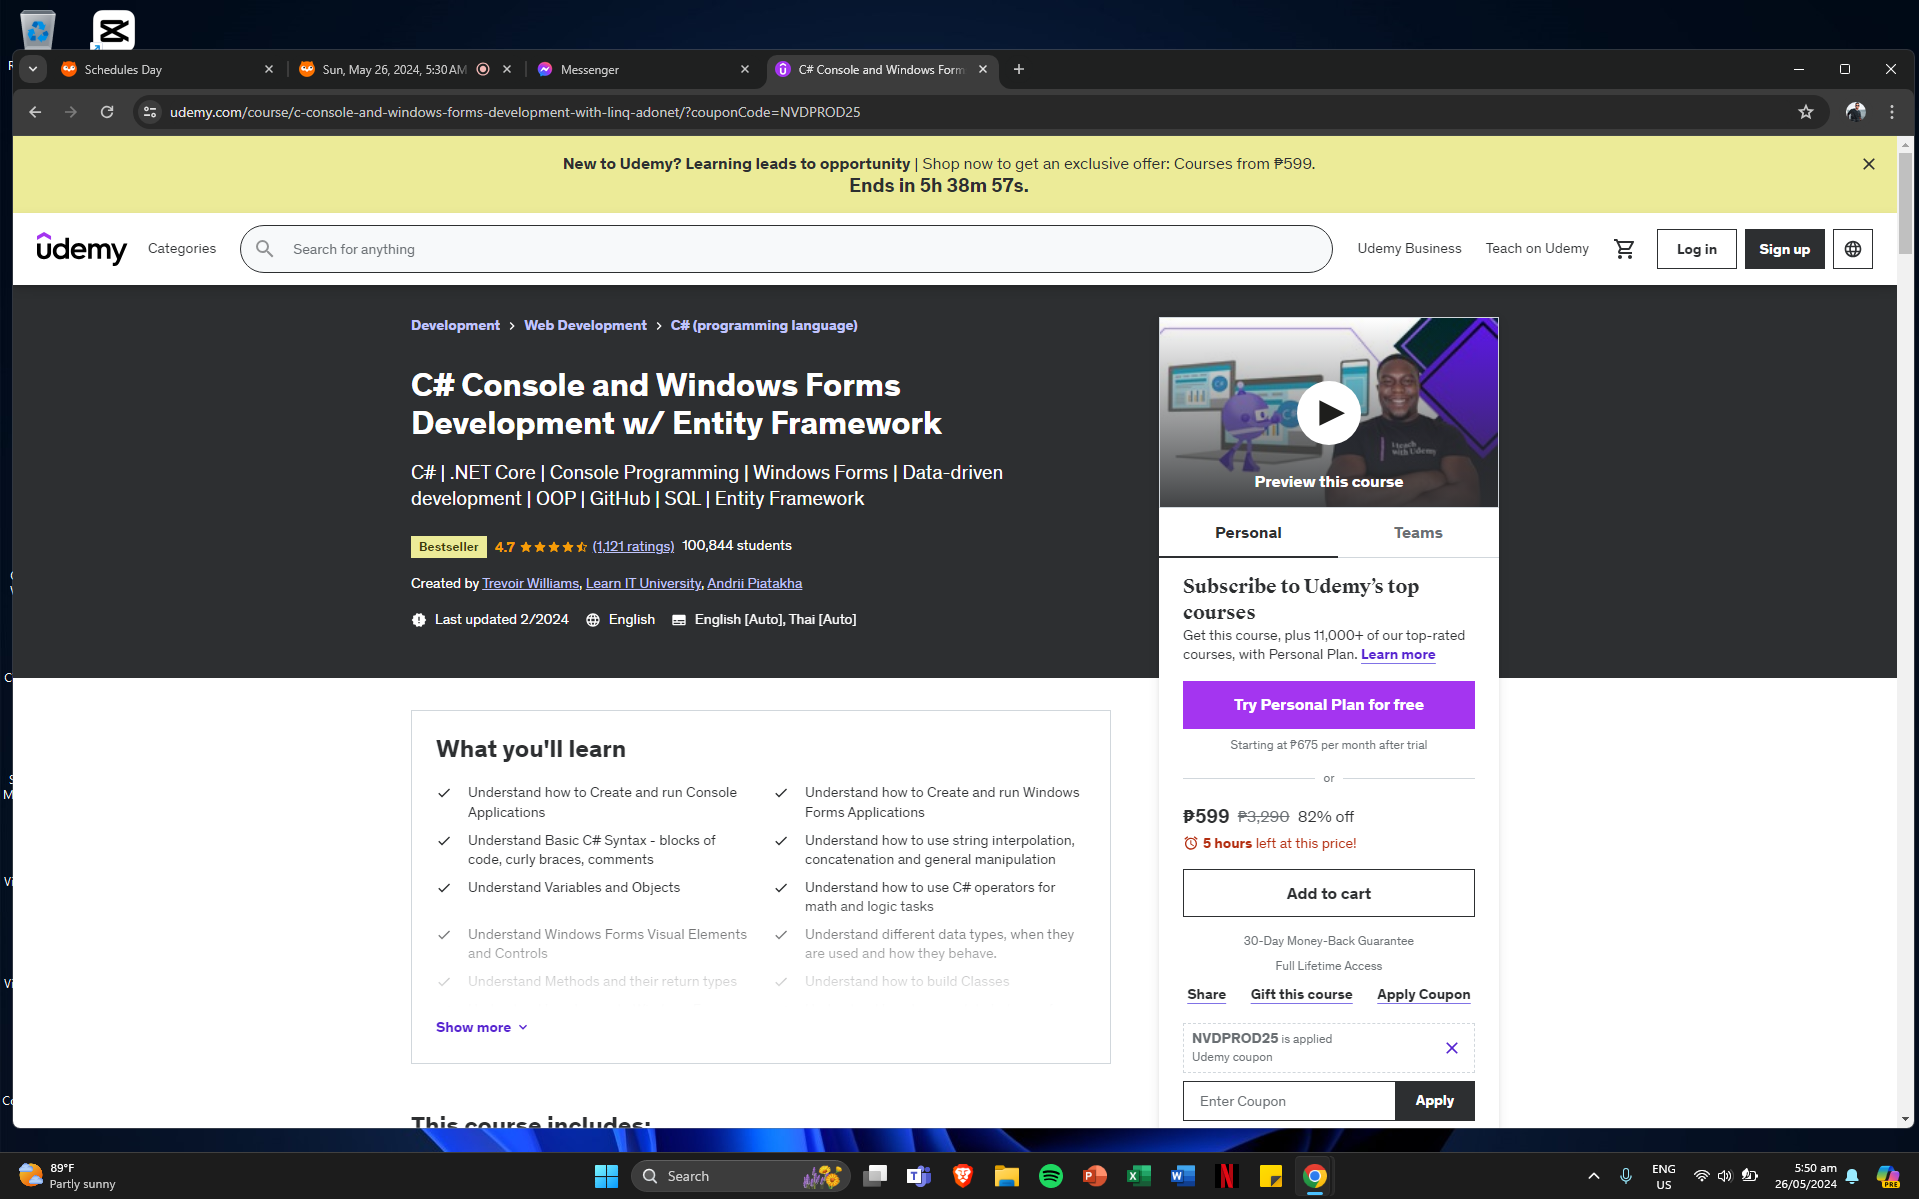 Schedules Day
Sun, May 26, 2024, 5:30 AM
Messenger
C# Console and Windows Form
udemy.com/course/c-console-and-windows-forms-development-with-linq-adonet/?couponCode=NVDPROD25
New to Udemy? Learning leads to opportunity | Shop now to get an exclusive offer: Courses from ₱599.
Ends in 5h 38m 57s.
udemy
Categories
Search for anything
Udemy Business
Teach on Udemy
Log in
Sign up
Development > Web Development > C# (programming language)
C# Console and Windows Forms
Development w/ Entity Framework
C# | .NET Core | Console Programming | Windows Forms | Data-driven
development | OOP | GitHub | SQL | Entity Framework
Bestseller 4.7 (1,121 ratings) 100,844 students
Created by Trevoir Williams, Learn IT University, Andrii Piatakha
Last updated 2/2024 English English [Auto], Thai [Auto]
I teach
with Udemy
Preview this course
Personal
Teams
Subscribe to Udemy's top
courses
Get this course, plus 11,000+ of our top-rated
courses, with Personal Plan. Learn more
Try Personal Plan for free
Starting at ₱675 per month after trial
or
₱599 ₱3,290 82% off
5 hours left at this price!
Add to cart
30-Day Money-Back Guarantee
Full Lifetime Access
Share
Gift this course
Apply Coupon
NVDPROD25 is applied
Udemy coupon
Enter Coupon
Apply
What you'll learn
Understand how to Create and run Console
Applications
Understand how to Create and run Windows
Forms Applications
Understand Basic C# Syntax - blocks of
code, curly braces, comments
Understand how to use string interpolation,
concatenation and general manipulation
Understand Variables and Objects
Understand how to use C# operators for
math and logic tasks
Understand Windows Forms Visual Elements
and Controls
Understand different data types, when they
are used and how they behave.
Understand Methods and their return types
Understand how to build Classes
Show more
This course includes:
89°F
Partly sunny
Search
ENG
US
5:50 am
26/05/2024